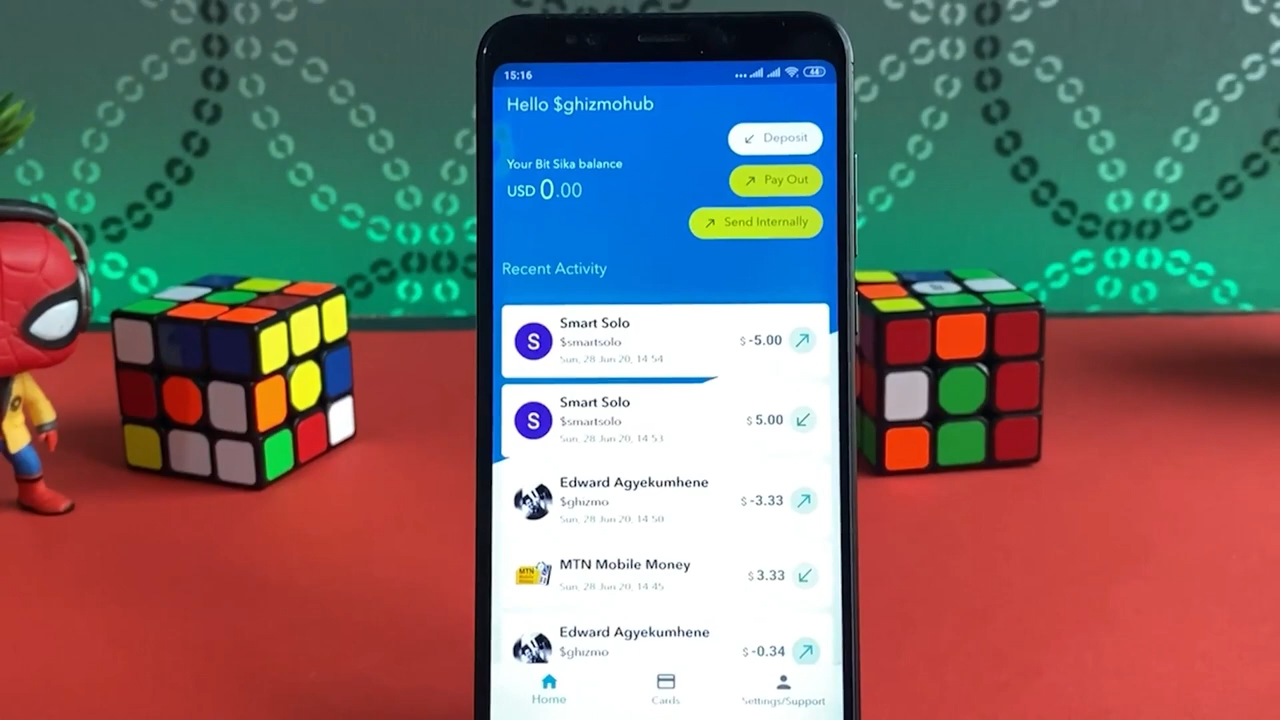 15:16
44
Hello $ghizmohub
Deposit
Your Bit Sika balance
USD 0.00
Pay Out
Send Internally
Recent Activity
S
Smart Solo
$smartsolo
Sun, 28 Jun 20, 14:54
$ -5.00
S
Smart Solo
$smartsolo
Sun, 28 Jun 20, 14:53
$ 5.00
Edward Agyekumhene
$ghizmo
Sun, 28 Jun 20, 14:50
$ -3.33
MTN
MTN Mobile Money
Sun, 28 Jun 20, 14:45
$ 3.33
Edward Agyekumhene
$ghizmo
$ -0.34
Home
Cards
Settings/Support